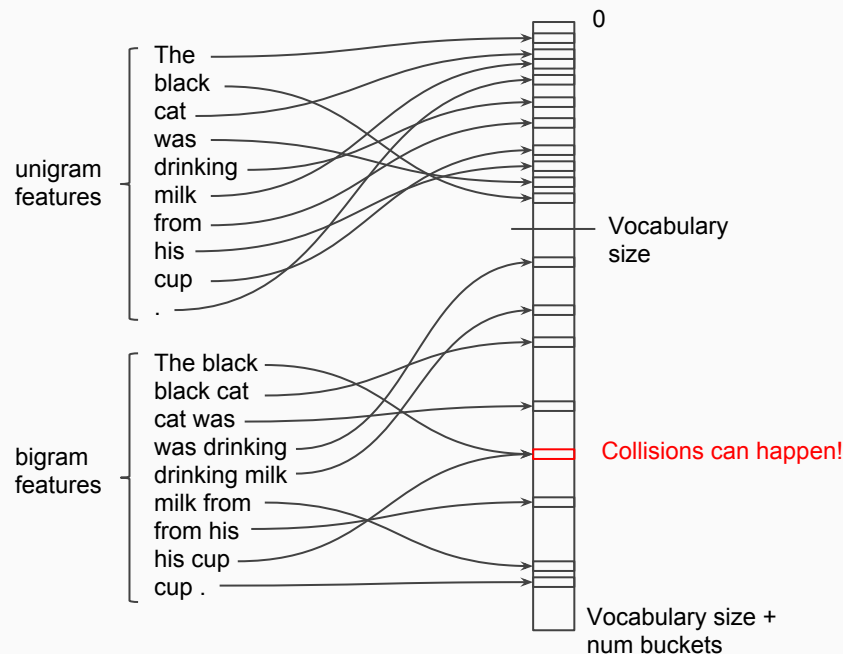 0
The
black
cat
was
drinking
milk
from
his
cup
.
unigram
features
Vocabulary
size
The black
black cat
cat was
was drinking
drinking milk
milk from
from his
his cup
cup .
bigram
features
Collisions can happen!
Vocabulary size +
num buckets